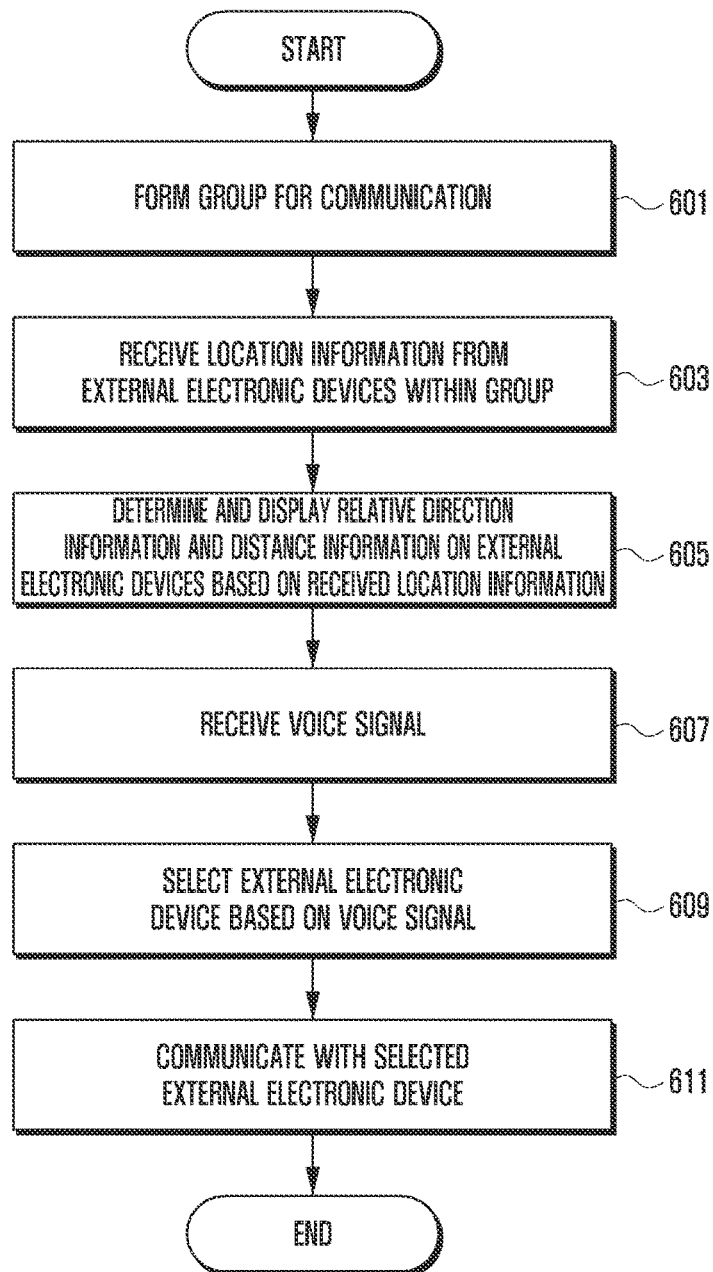 START
FORM GROUP FOR COMMUNICATION
601
RECEIVE LOCATION INFORMATION FROM
EXTERNAL ELECTRONIC DEVICES WITHIN GROUP
603
DETERMINE AND DISPLAY RELATIVE DIRECTION
INFORMATION AND DISTANCE INFORMATION ON EXTERNAL
ELECTRONIC DEVICES BASED ON RECEIVED LOCATION INFORMATION
605
RECEIVE VOICE SIGNAL
607
SELECT EXTERNAL ELECTRONIC
DEVICE BASED ON VOICE SIGNAL
609
COMMUNICATE WITH SELECTED
EXTERNAL ELECTRONIC DEVICE
611
END